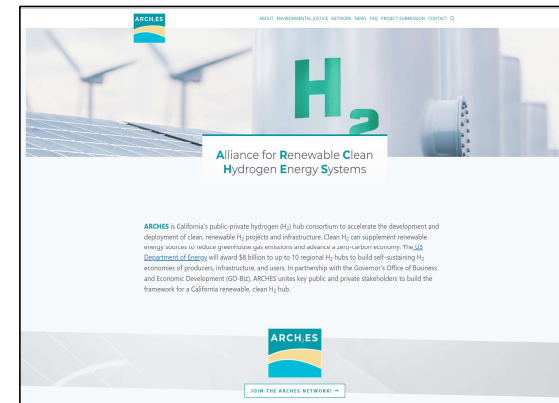 ARCH₂ES
ABOUT ENVIRONMENTAL JUSTICE NETWORK NEWS FAQ PROJECT SUBMISSION CONTACT
H₂
Alliance for Renewable Clean
Hydrogen Energy Systems
ARCHES is California's public-private hydrogen (H₂) hub consortium to accelerate the development and
deployment of clean, renewable H₂ projects and infrastructure. Clean H₂ can supplement renewable
energy sources to reduce greenhouse gas emissions and advance a zero-carbon economy. The US
Department of Energy will award $8 billion to up to 10 regional H₂ hubs to build self-sustaining H₂
economies of producers, infrastructure, and users. In partnership with the Governor's Office of Business
and Economic Development (GO-Biz), ARCHES unites key public and private stakeholders to build the
framework for a California renewable, clean H₂ hub.
ARCH₂ES
JOIN THE ARCHES NETWORK! →